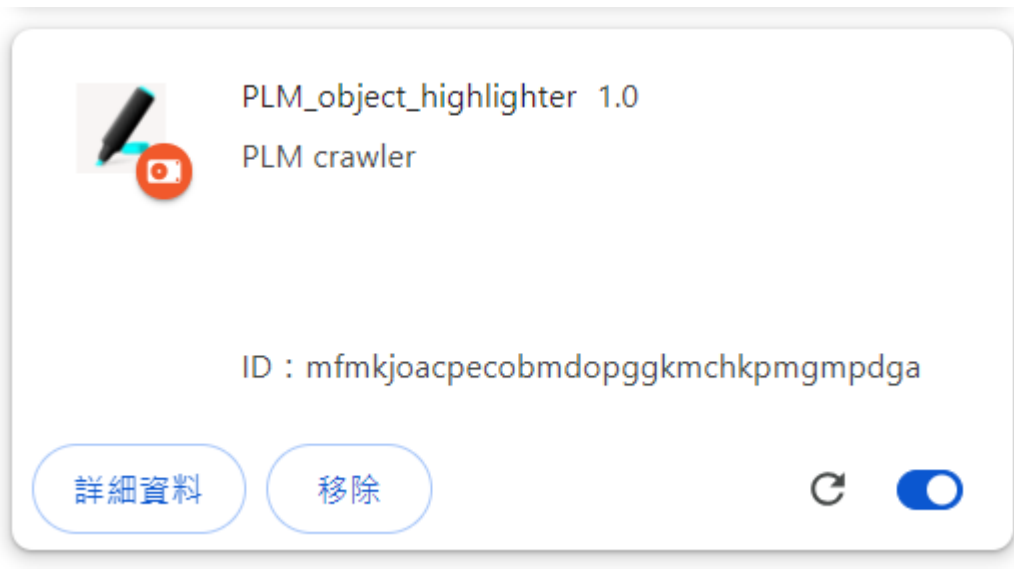 PLM_object_highlighter 1.0
PLM crawler
ID：mfmkjoacpecobmdopggkmchkpmgmpdga
詳細資料 移除